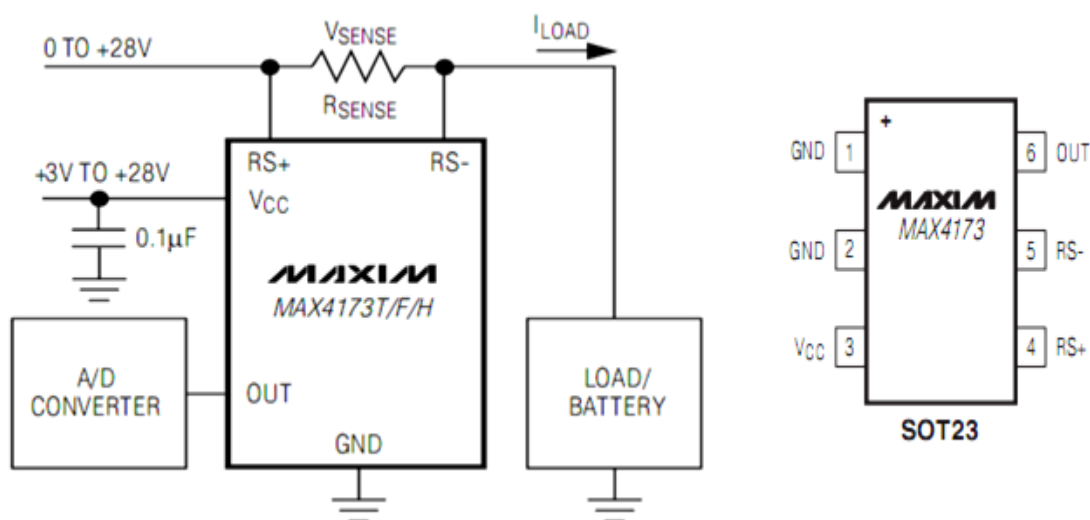 0 TO +28V
VSENSE
ILOAD
RSENSE
RS+
RS-
+3V TO +28V
VCC
0.1µF
MAXIM
MAX4173T/F/H
A/D
CONVERTER
OUT
LOAD/
BATTERY
GND
+
GND 1
6 OUT
MAXIM
MAX4173
GND 2
5 RS-
VCC 3
4 RS+
SOT23